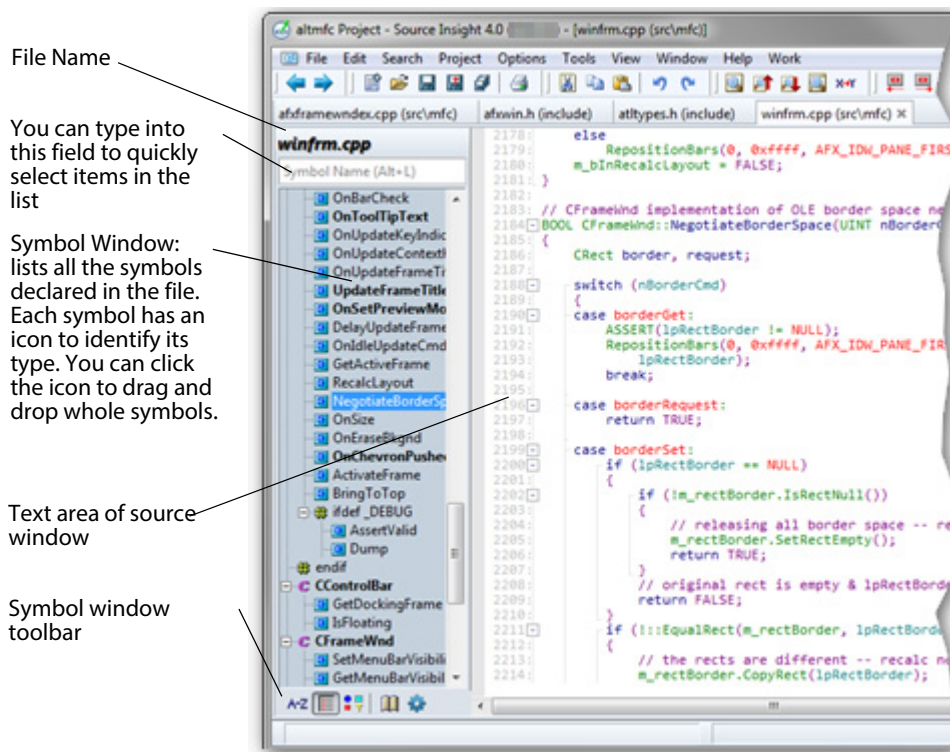 altmfc Project - Source Insight 4.0 ( ) - [winfrm.cpp (src\mfc)]
File Edit Search Project Options Tools View Window Help Work
afxframewndex.cpp (src\mfc) afxwin.h (include) atltypes.h (include) winfrm.cpp (src\mfc)
File Name
You can type into
this field to quickly
select items in the
list
Symbol Window:
lists all the symbols
declared in the file.
Each symbol has an
icon to identify its
type. You can click
the icon to drag and
drop whole symbols.
Text area of source
window
Symbol window
toolbar
winfrm.cpp
Symbol Name (Alt+L)
OnBarCheck
OnToolTipText
OnUpdateKeyIndic
OnUpdateContextH
OnUpdateFrameTi
UpdateFrameTitle
OnSetPreviewMo
DelayUpdateFrame
OnIdleUpdateCmd
GetActiveFrame
RecalcLayout
NegotiateBorderSp
OnSize
OnEraseBkgnd
OnChevronPushed
ActivateFrame
BringToTop
ifdef _DEBUG
AssertValid
Dump
endif
CControlBar
GetDockingFrame
IsFloating
CFrameWnd
SetMenuBarVisibili
GetMenuBarVisibil
A-Z
2178: else
2179: RepositionBars(0, 0xffff, AFX_IDW_PANE_FIRS
2180: m_bInRecalcLayout = FALSE;
2181: }
2182:
2183: // CFrameWnd implementation of OLE border space ne
2184: BOOL CFrameWnd::NegotiateBorderSpace(UINT nBorderC
2185: {
2186: CRect border, request;
2187:
2188: switch (nBorderCmd)
2189: {
2190: case borderGet:
2191: ASSERT(lpRectBorder != NULL);
2192: RepositionBars(0, 0xffff, AFX_IDW_PANE_FIRS
2193: lpRectBorder);
2194: break;
2195:
2196: case borderRequest:
2197: return TRUE;
2198:
2199: case borderSet:
2200: if (lpRectBorder == NULL)
2201: {
2202: if (!m_rectBorder.IsRectNull())
2203: {
2204: // releasing all border space -- re
2205: m_rectBorder.SetRectEmpty();
2206: return TRUE;
2207: }
2208: // original rect is empty & lpRectBorde
2209: return FALSE;
2210: }
2211: if (!::EqualRect(m_rectBorder, lpRectBorde
2212: {
2213: // the rects are different -- recalc ne
2214: m_rectBorder.CopyRect(lpRectBorder);